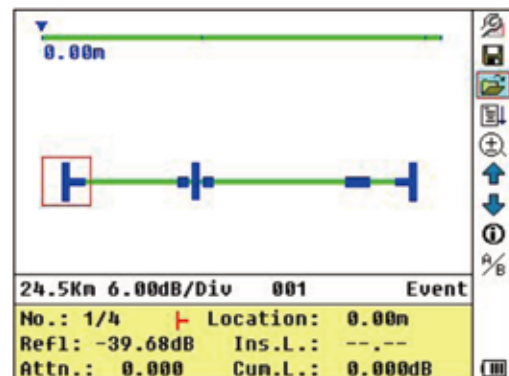 0.00m
24.5Km 6.00dB/Div 001 Event
No.: 1/4 Location: 0.00m
Refl: -39.68dB Ins.L.: --.--
Attn.: 0.000 Cum.L.: 0.000dB
A/B